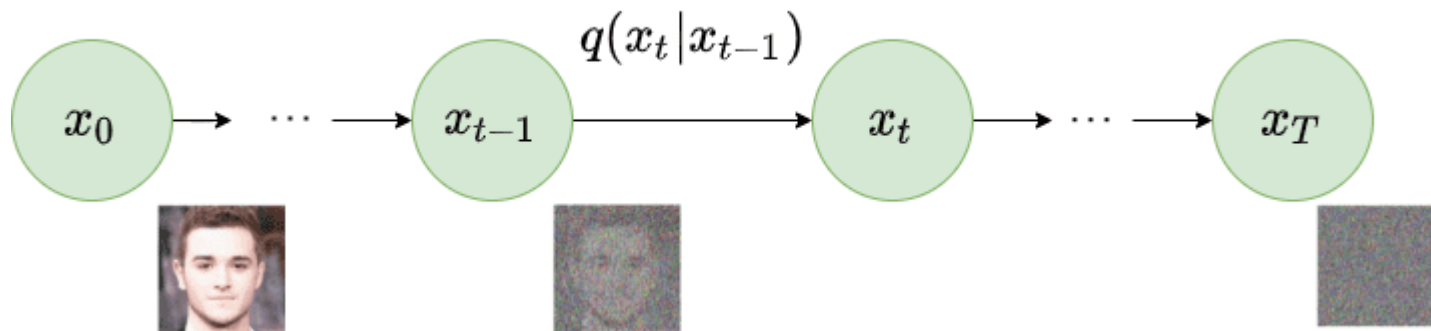 q(x_t|x_{t−1})
x_0 ··· x_{t−1} x_t ··· x_T